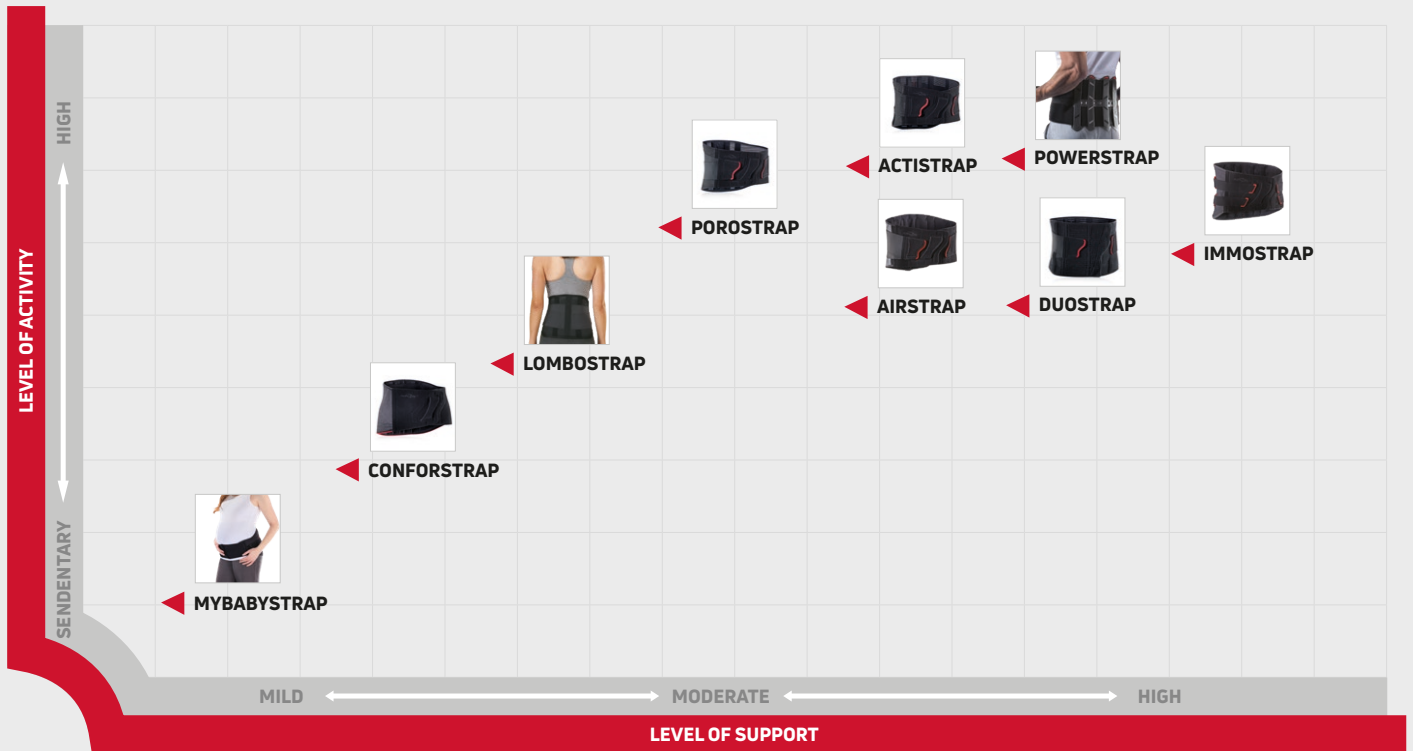 LEVEL OF ACTIVITY
HIGH
SENDENTARY
ACTISTRAP
POWERSTRAP
POROSTRAP
IMMOSTRAP
AIRSTRAP
DUOSTRAP
LOMBOSTRAP
CONFORSTRAP
MYBABYSTRAP
MILD
MODERATE
HIGH
LEVEL OF SUPPORT